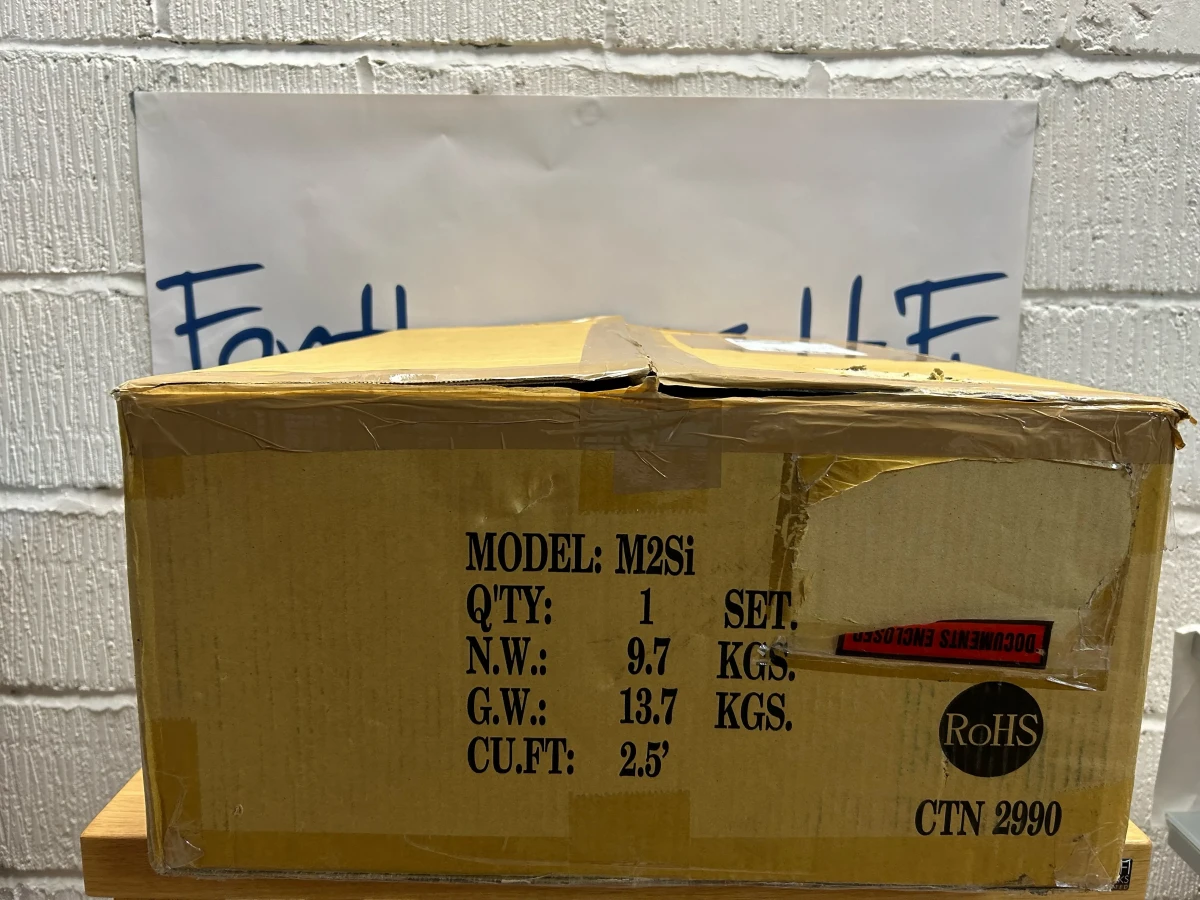 MODEL: M2Si
Q'TY: 1 SET.
N.W.: 9.7 KGS.
G.W.: 13.7 KGS.
CU.FT: 2.5'
DOCUMENTS ENCLOSED
RoHS
CTN 2990